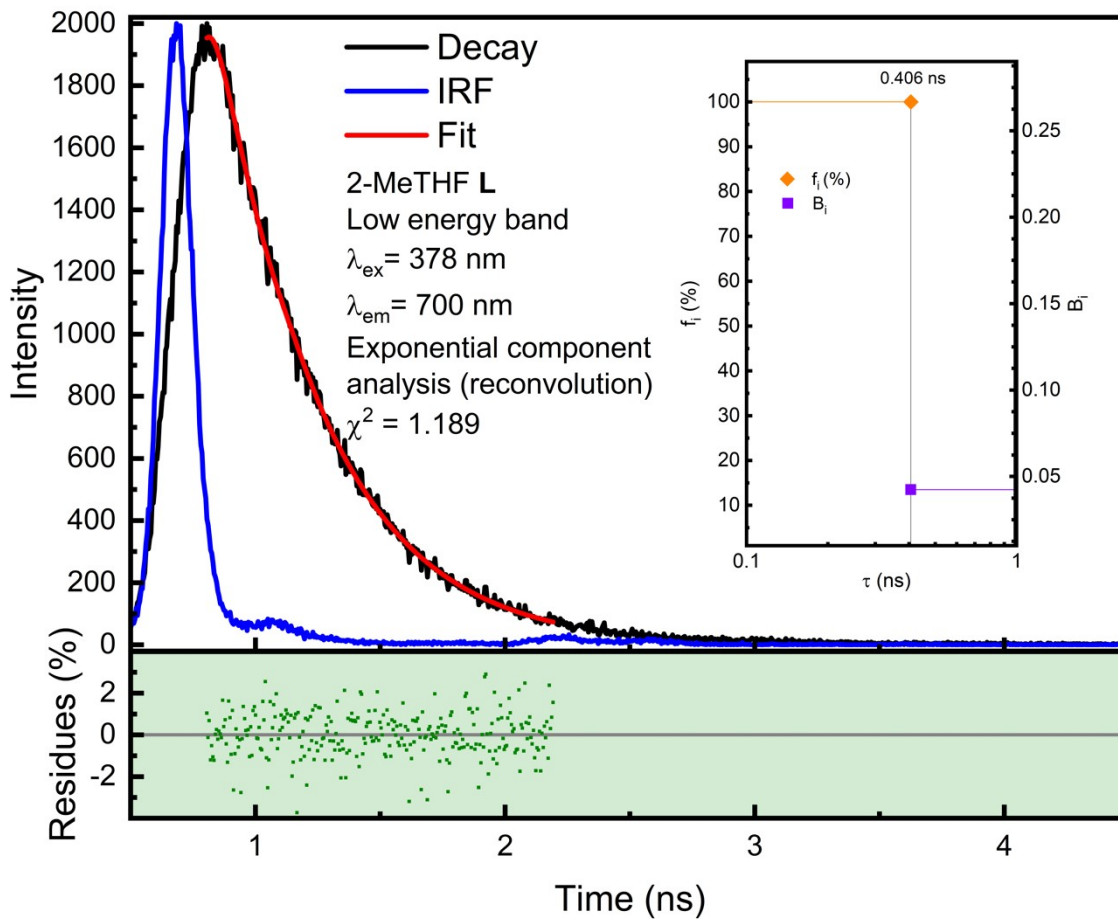 2000
1800
1600
1400
1200
1000
800
600
400
200
0
Intensity
Decay
IRF
Fit
2-MeTHF L
Low energy band
λex= 378 nm
λem= 700 nm
Exponential component
analysis (reconvolution)
χ2 = 1.189
0.406 ns
100
90
80
70
60
50
40
30
20
10
fi (%)
fi (%)
Bi
0.25
0.20
0.15
0.10
0.05
Bi
0.1
1
τ (ns)
2
0
-2
Residues (%)
1
2
3
4
Time (ns)